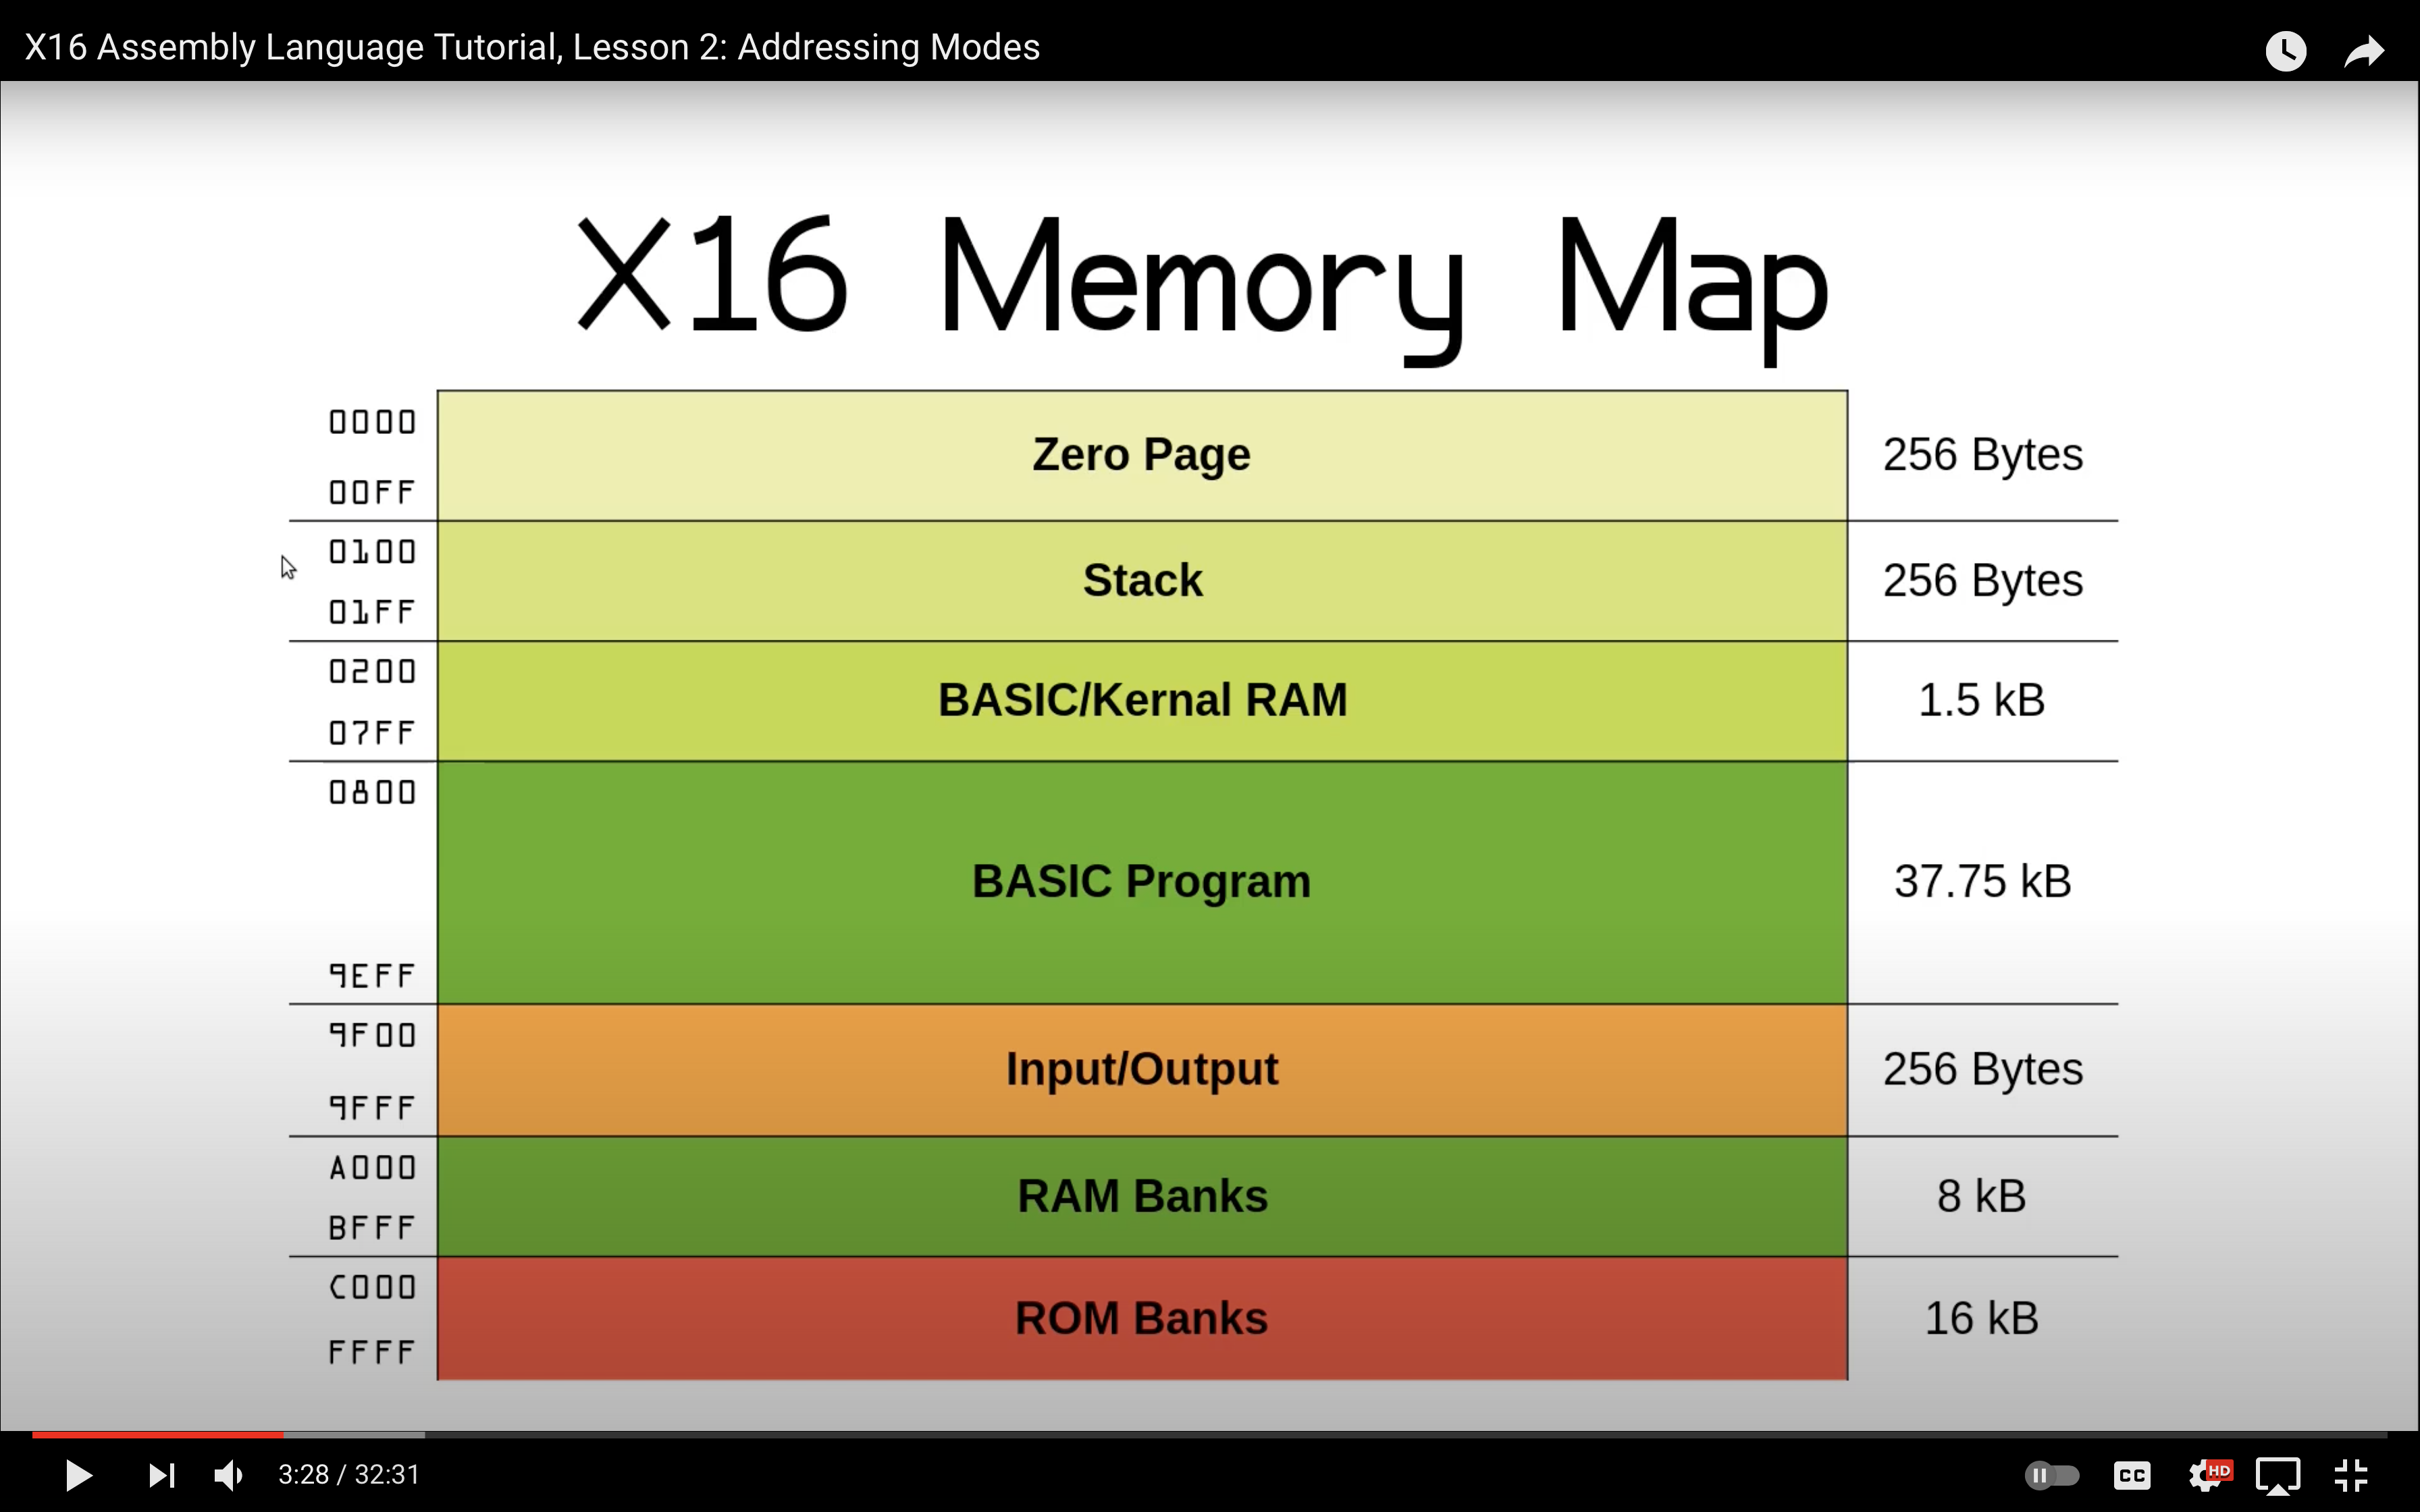 X16 Assembly Language Tutorial, Lesson 2: Addressing Modes
X16 Memory Map
0000
Zero Page
256 Bytes
00FF
0100
Stack
256 Bytes
01FF
0200
BASIC/Kernal RAM
1.5 kB
07FF
0800
BASIC Program
37.75 kB
9EFF
9F00
Input/Output
256 Bytes
9FFF
A000
RAM Banks
8 kB
BFFF
C000
ROM Banks
16 kB
FFFF
3:28 / 32:31
CC
HD